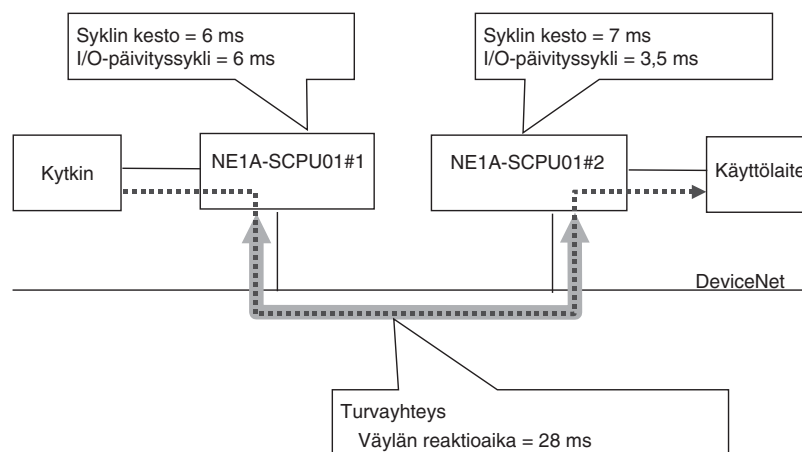 Syklin kesto = 6 ms
I/O-päivityssykli = 6 ms
Syklin kesto = 7 ms
I/O-päivityssykli = 3,5 ms
Kytkin
NE1A-SCPU01#1
NE1A-SCPU01#2
Käyttölaite
DeviceNet
Turvayhteys
Väylän reaktioaika = 28 ms